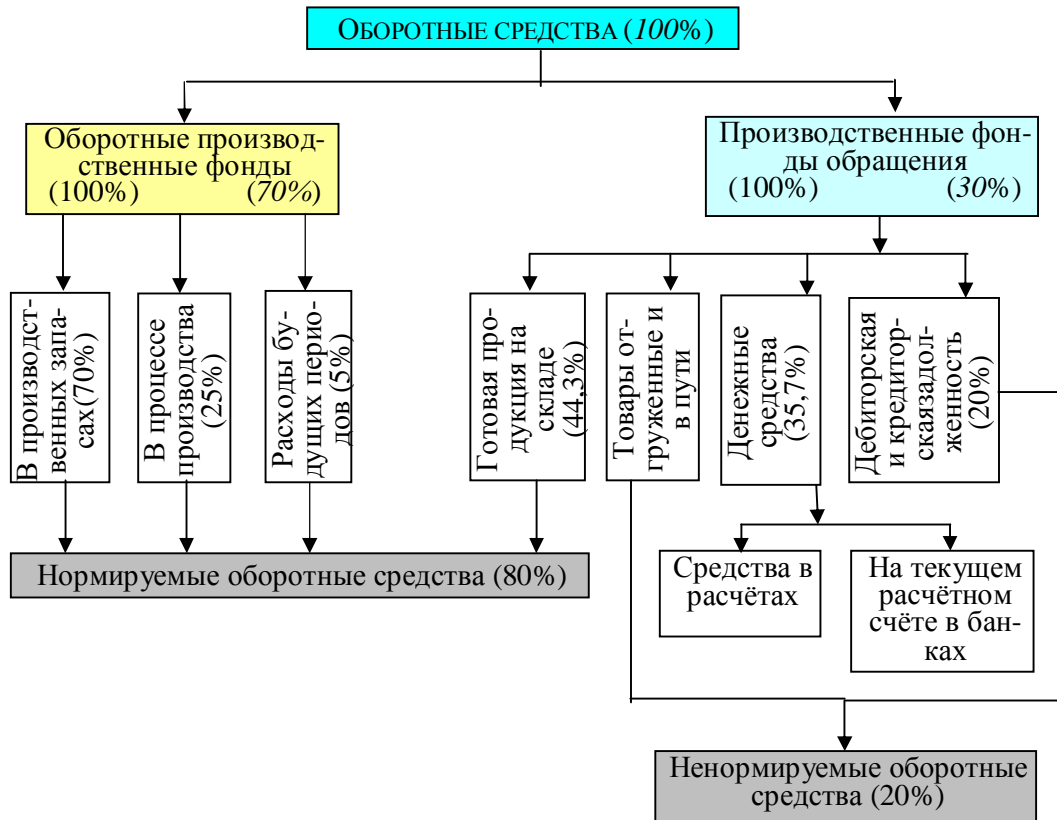 ОБОРОТНЫЕ СРЕДСТВА (100%)
Оборотные производ-
ственные фонды
(100%) (70%)
Производственные фон-
ды обращения
(100%) (30%)
В производст-
венных запа-
сах(70%)
В процессе
производства
(25%)
Расходы бу-
дущих перио-
дов (5%)
Готовая про-
дукция на
складе
(44,3%)
Товары от-
груженные и
в пути
Денежные
средства
(35,7%)
Дебиторская
и кредитор-
скаязадол-
женность
(20%)
Нормируемые оборотные средства (80%)
Средства в
расчётах
На текущем
расчётном
счёте в бан-
ках
Ненормируемые оборотные
средства (20%)